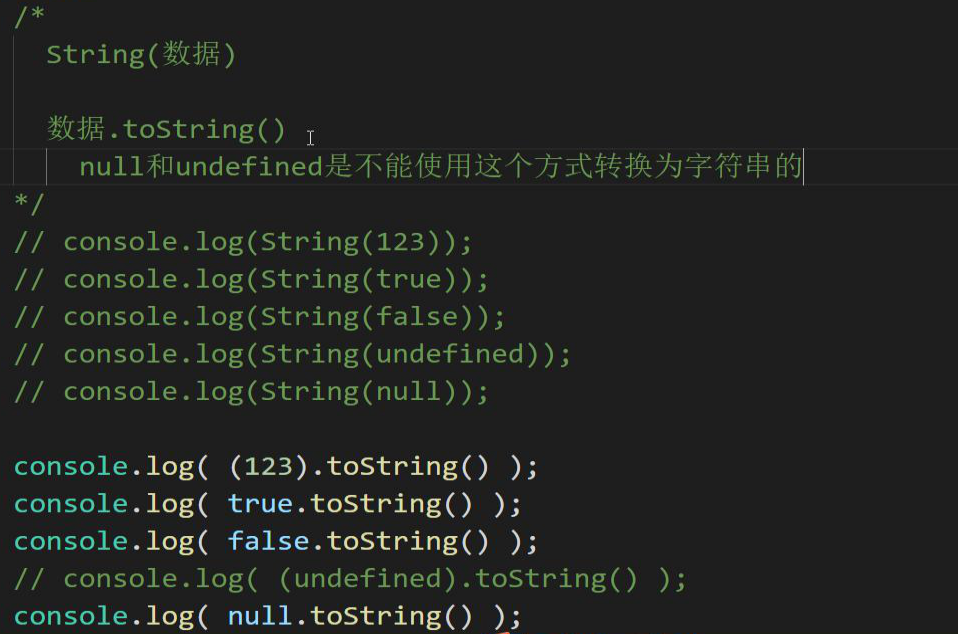 /*
String(数据)
数据.toString()
null和undefined是不能使用这个方式转换为字符串的
*/
// console.log(String(123));
// console.log(String(true));
// console.log(String(false));
// console.log(String(undefined));
// console.log(String(null));
console.log( (123).toString() );
console.log( true.toString() );
console.log( false.toString() );
// console.log( (undefined).toString() );
console.log( null.toString() );